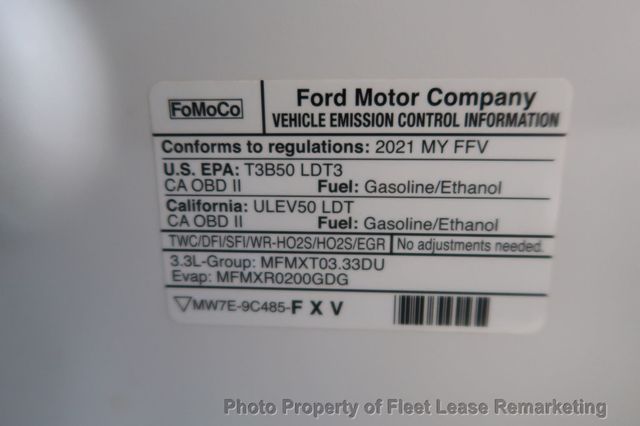 FoMoCo
Ford Motor Company
VEHICLE EMISSION CONTROL INFORMATION
Conforms to regulations: 2021 MY FFV
U.S. EPA: T3B50 LDT3
CA OBD II Fuel: Gasoline/Ethanol
California: ULEV50 LDT
CA OBD II Fuel: Gasoline/Ethanol
TWC/DFI/SFI/WR-HO2S/HO2S/EGR No adjustments needed.
3.3L-Group: MFMXT03.33DU
Evap: MFMXR0200GDG
MW7E-9C485-F X V
Photo Property of Fleet Lease Remarketing